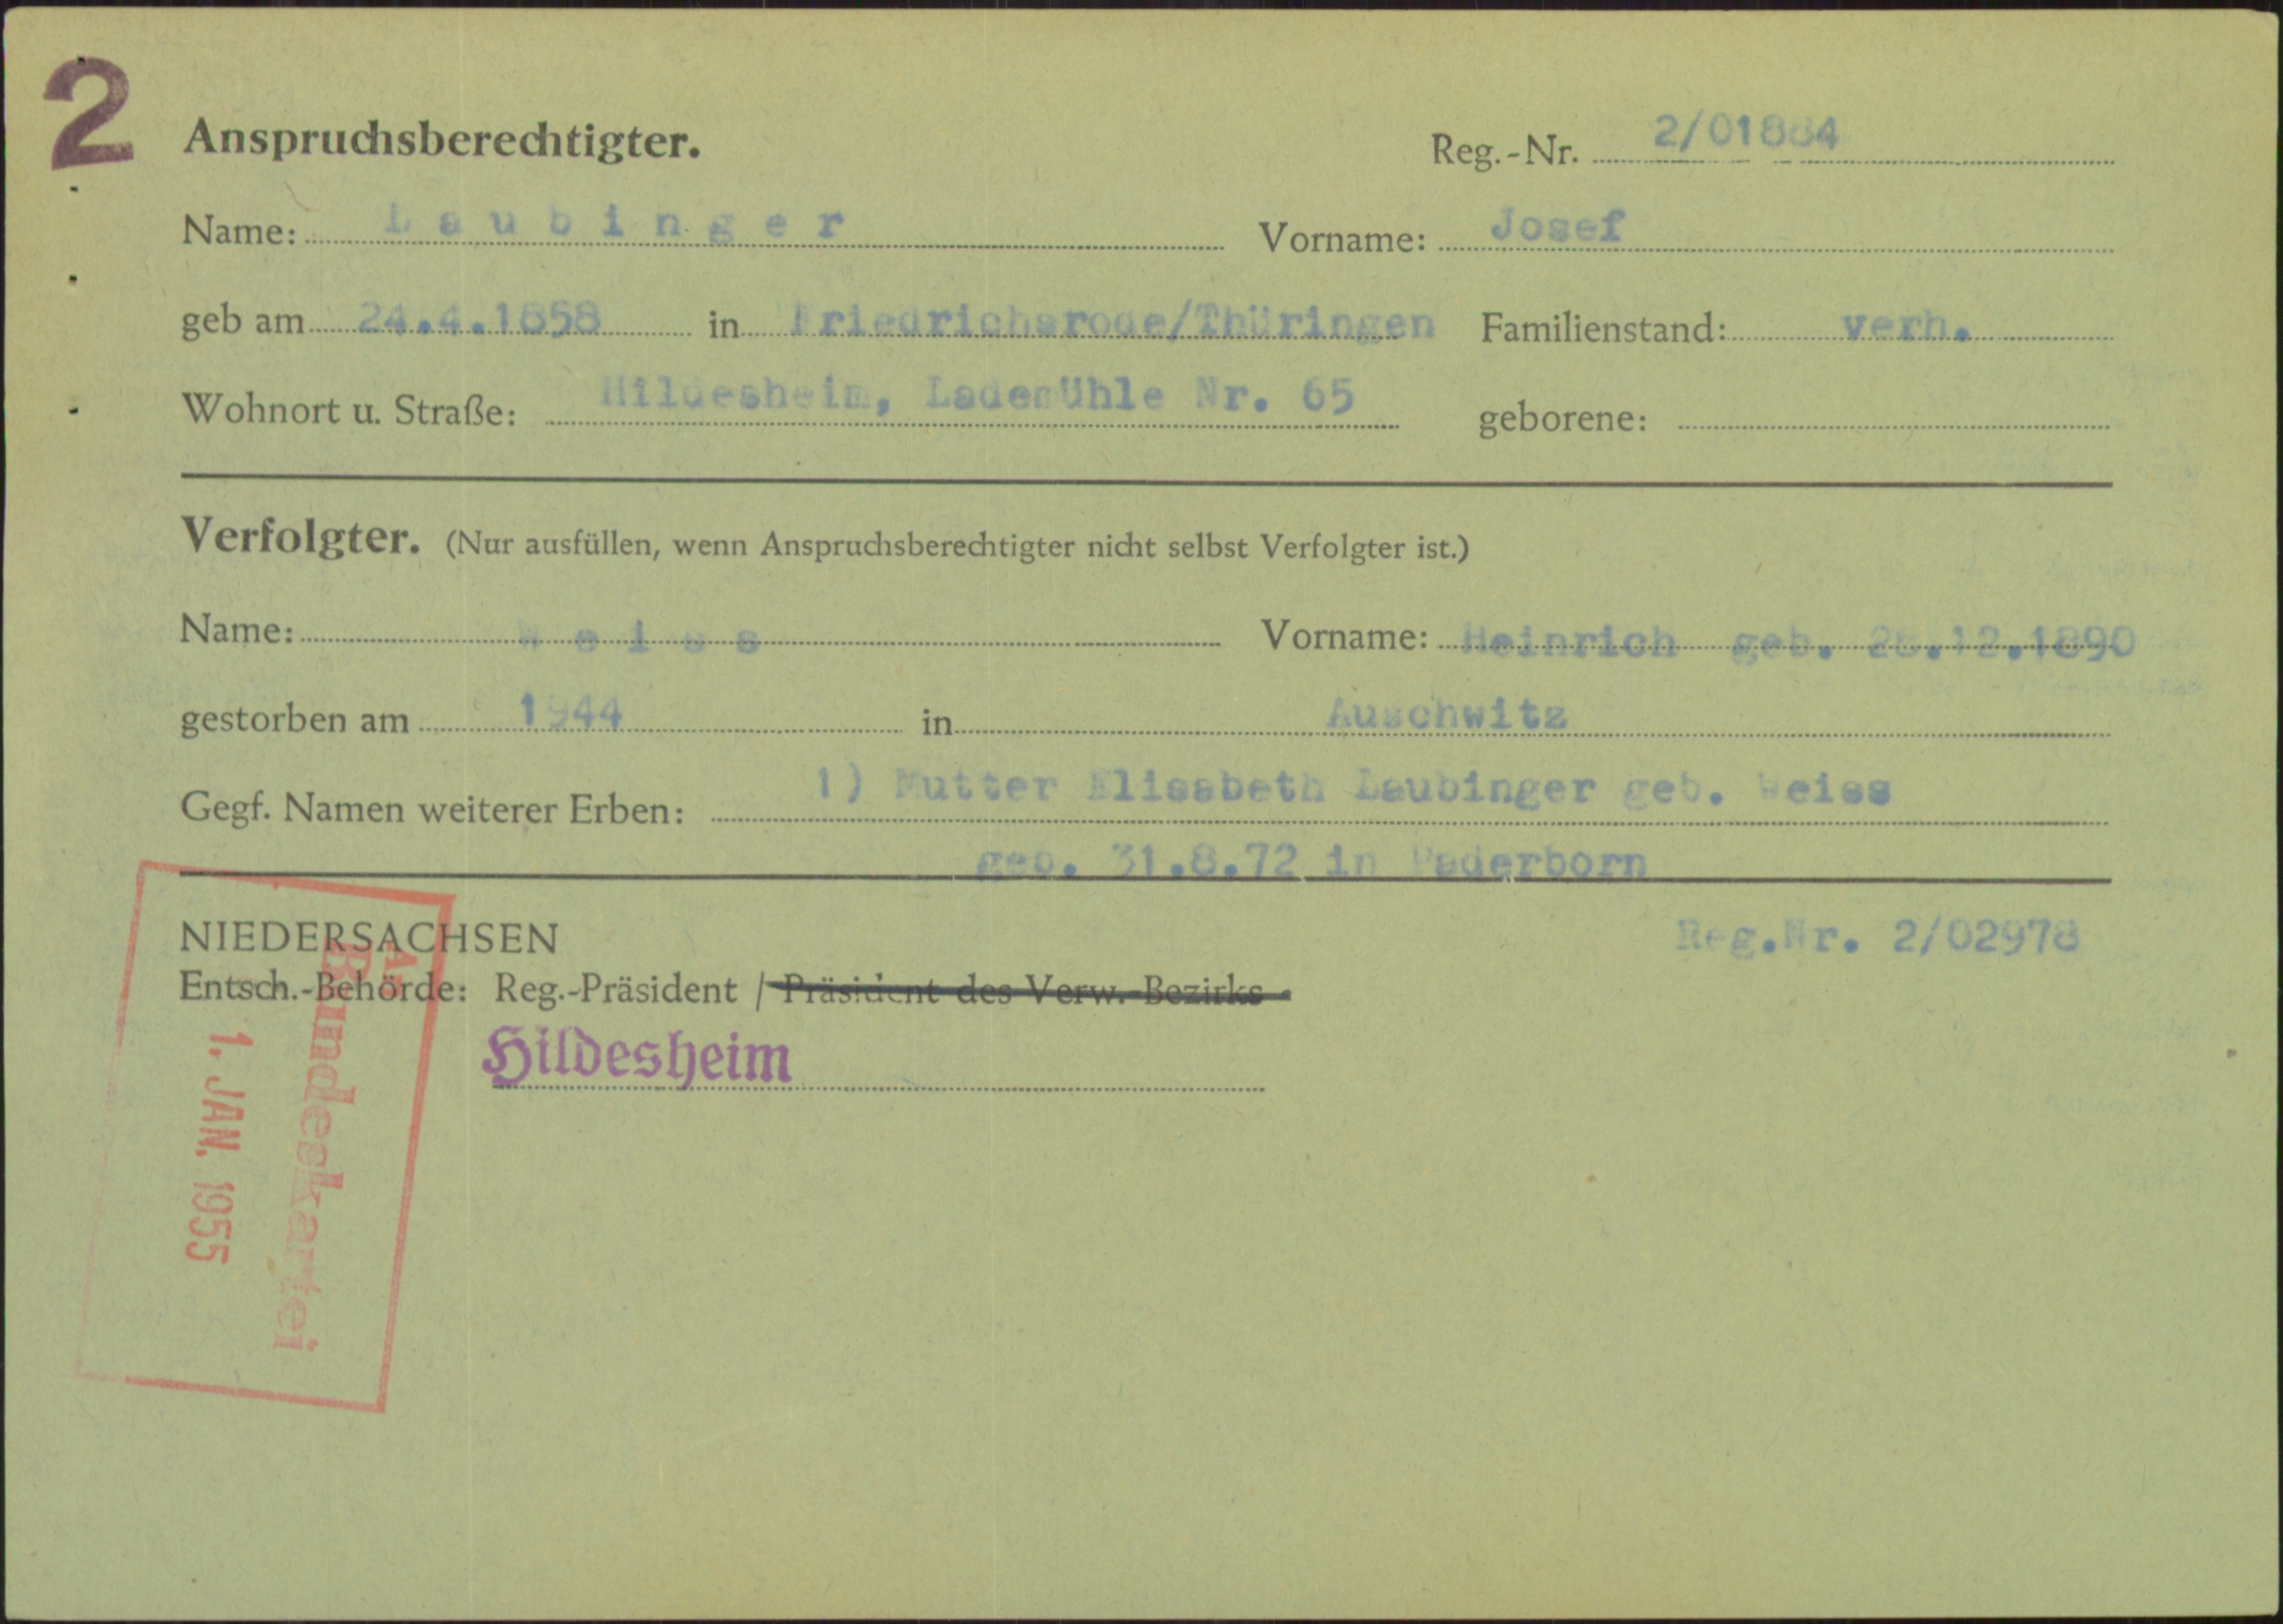 2
Anspruchsberechtigter. Reg.-Nr. 2/01884
Name: Laubinger Vorname: Josef
geb am 24.4.1858 in Friedrichsrode/Thüringen Familienstand: verh.
Wohnort u. Straße: Hildesheim, Lademühle Nr. 65 geborene:
Verfolgter. (Nur ausfüllen, wenn Anspruchsberechtigter nicht selbst Verfolgter ist.)
Name: Weiss Vorname: Heinrich geb. .12.1890
gestorben am 1944 in Auschwitz
Gegf. Namen weiterer Erben: 1) Mutter Elisabeth Laubinger geb. Weiss
geb. 31.8.72 in Paderborn
NIEDERSACHSEN Reg.Nr. 2/02978
Entsch.-Behörde: Reg.-Präsident / Präsident des Verw.-Bezirks
Hildesheim
Bundeskartei
1. JAN. 1955